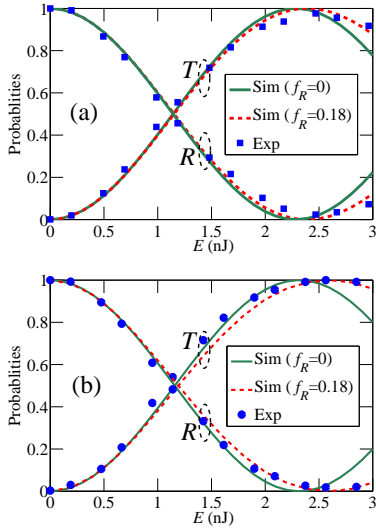 1
0.8
0.6
0.4
0.2
0
Probablities
T
R
(a)
Sim (f_R=0)
Sim (f_R=0.18)
Exp
0 0.5 1 1.5 2 2.5 3
E (nJ)
1
0.8
0.6
0.4
0.2
0
Probablities
T
R
(b)
Sim (f_R=0)
Sim (f_R=0.18)
Exp
0 0.5 1 1.5 2 2.5 3
E (nJ)